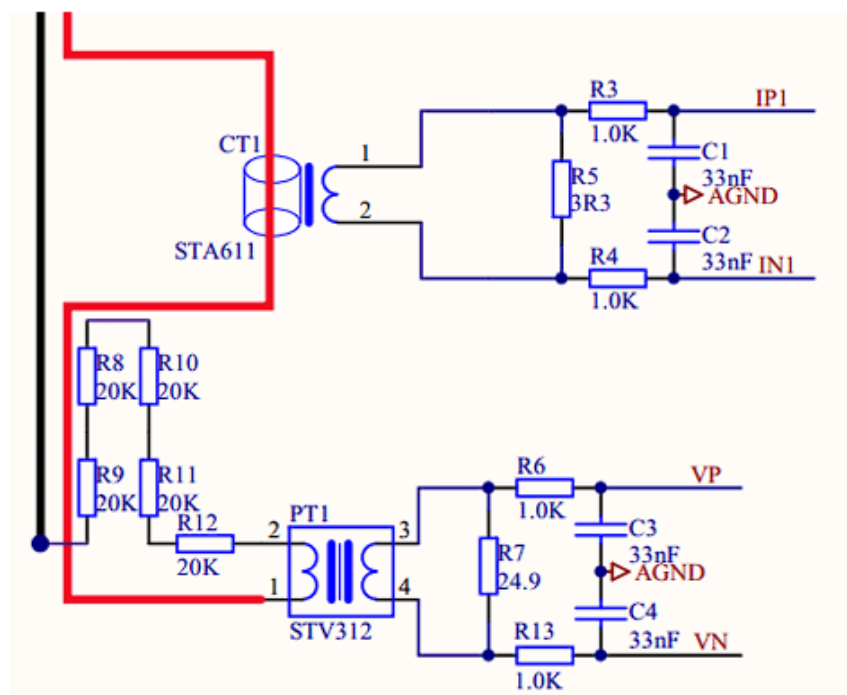 R3
IP1
1.0K
CT1
1
C1
R5
33nF
3R3
AGND
2
C2
STA611
R4
33nF
IN1
1.0K
R8
R10
20K
20K
R9
R11
20K
20K
R12
20K
2
PT1
3
1
4
STV312
R6
VP
1.0K
C3
R7
33nF
24.9
AGND
C4
R13
33nF
VN
1.0K